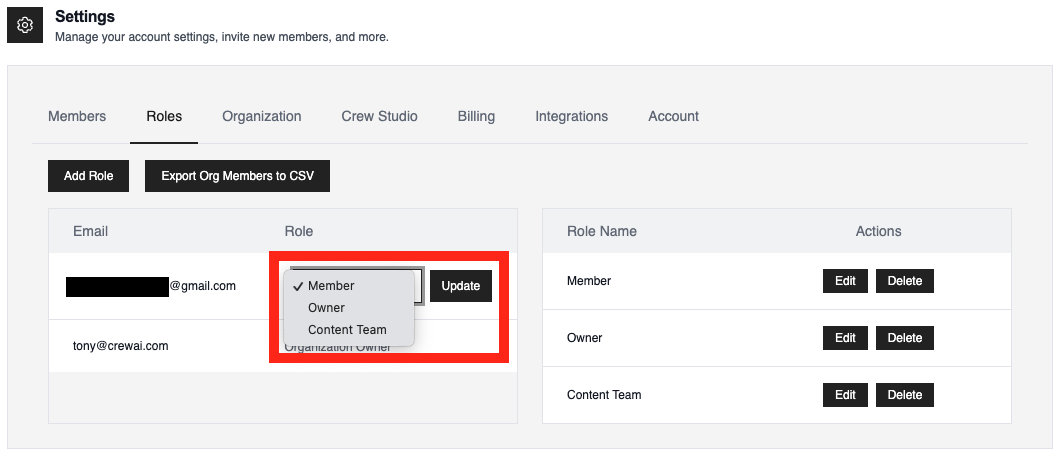 Settings
Manage your account settings, invite new members, and more.
Members Roles Organization Crew Studio Billing Integrations Account
Add Role Export Org Members to CSV
Email Role
@gmail.com
✓ Member
Owner
Content Team
Update
tony@crewai.com Organization Owner
Role Name Actions
Member Edit Delete
Owner Edit Delete
Content Team Edit Delete